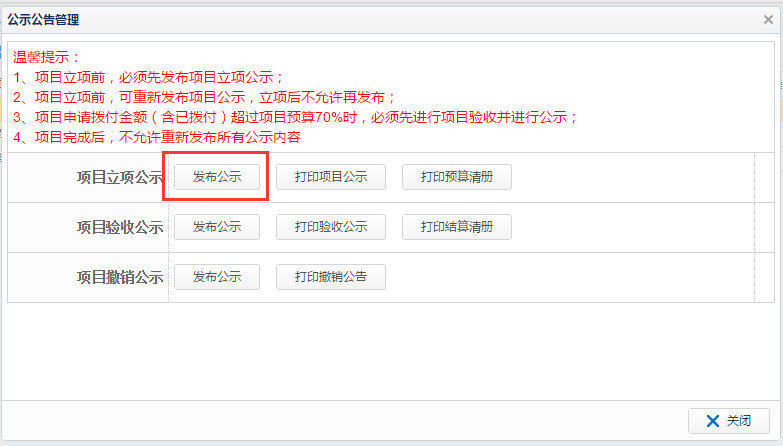 公示公告管理
温馨提示：
1、项目立项前，必须先发布项目立项公示；
2、项目立项前，可重新发布项目公示，立项后不允许再发布；
3、项目申请拨付金额（含已拨付）超过项目预算70%时，必须先进行项目验收并进行公示；
4、项目完成后，不允许重新发布所有公示内容
项目立项公示 发布公示 打印项目公示 打印预算清册
项目验收公示 发布公示 打印验收公示 打印结算清册
项目撤销公示 发布公示 打印撤销公告
关闭